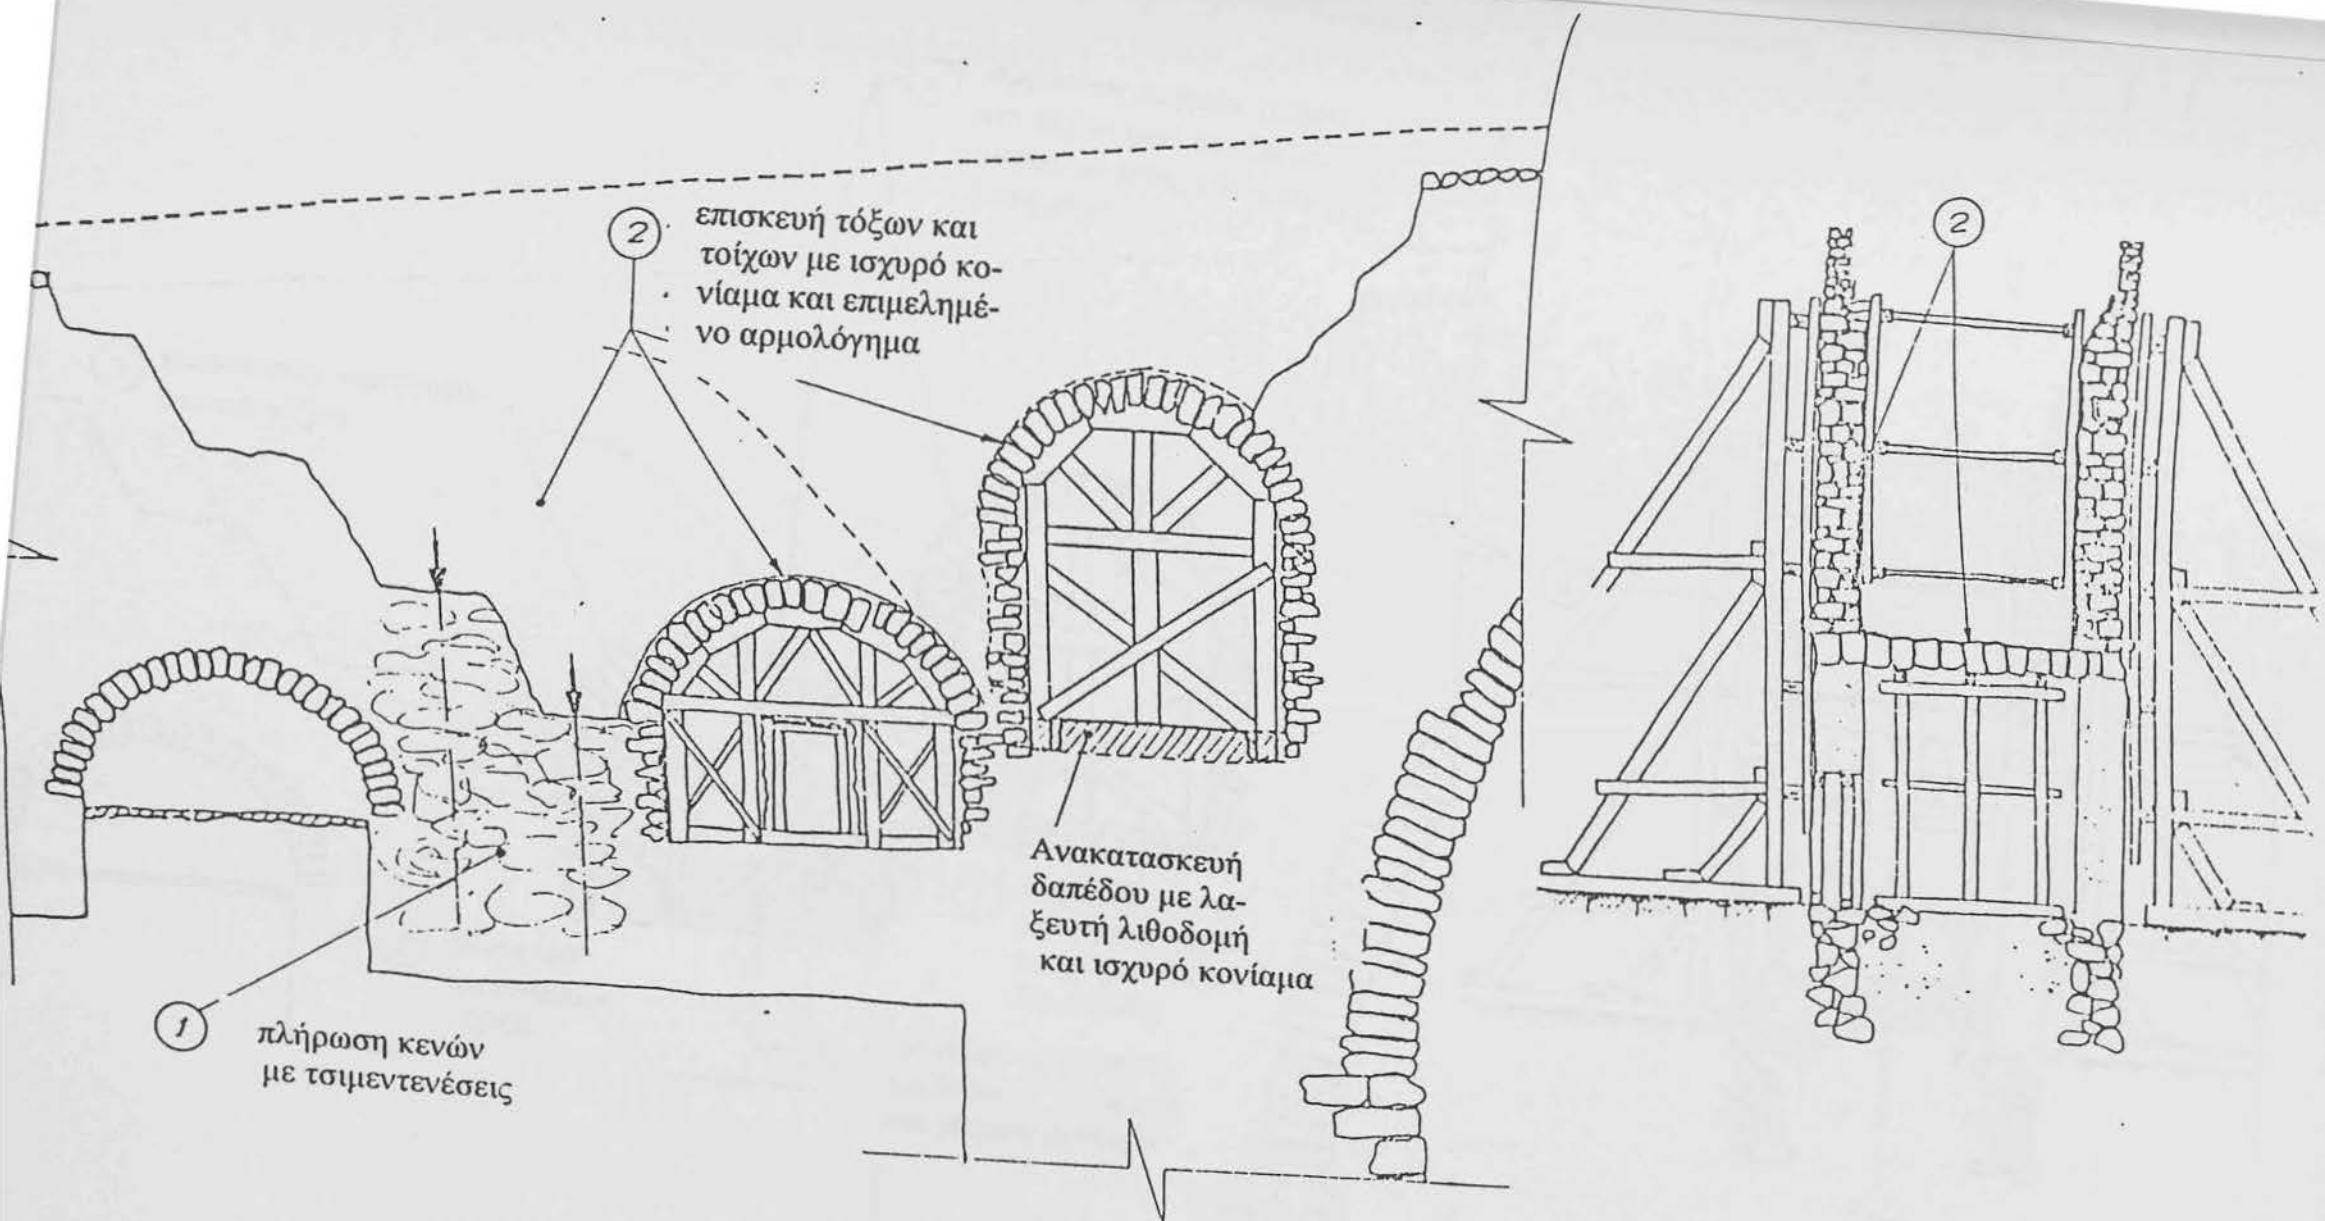 2
επισκευή τόξων και
τοίχων με ισχυρό κο-
νίαμα και επιμελημέ-
νο αρμολόγημα
2
Ανακατασκευή
δαπέδου με λα-
ξευτή λιθοδομή
και ισχυρό κονίαμα
1
πλήρωση κενών
με τσιμεντενέσεις